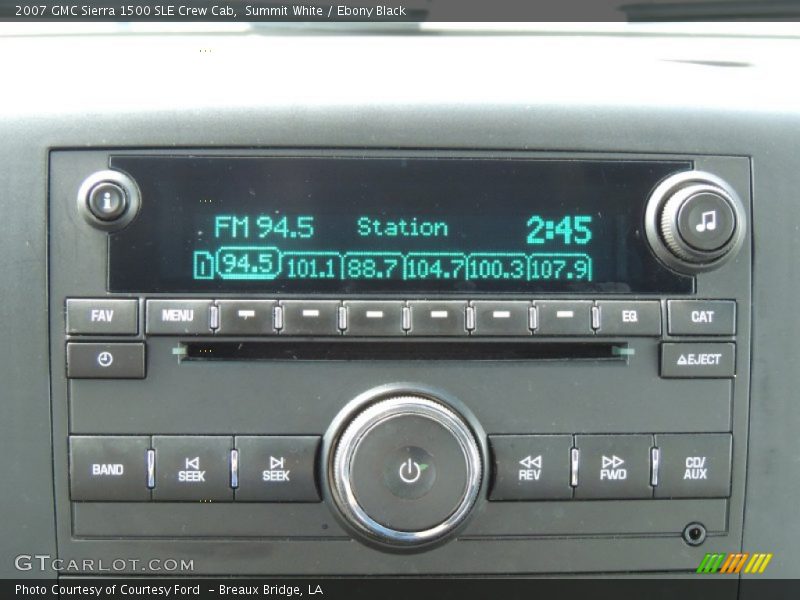 2007 GMC Sierra 1500 SLE Crew Cab,  Summit White / Ebony Black
i
FM 94.5 Station 2:45
1 94.5 101.1 88.7 104.7 100.3 107.9
FAV MENU EQ CAT
EJECT
BAND SEEK SEEK REV FWD CD/
AUX
GTCARLOT.COM
Photo Courtesy of Courtesy Ford  - Breaux Bridge, LA